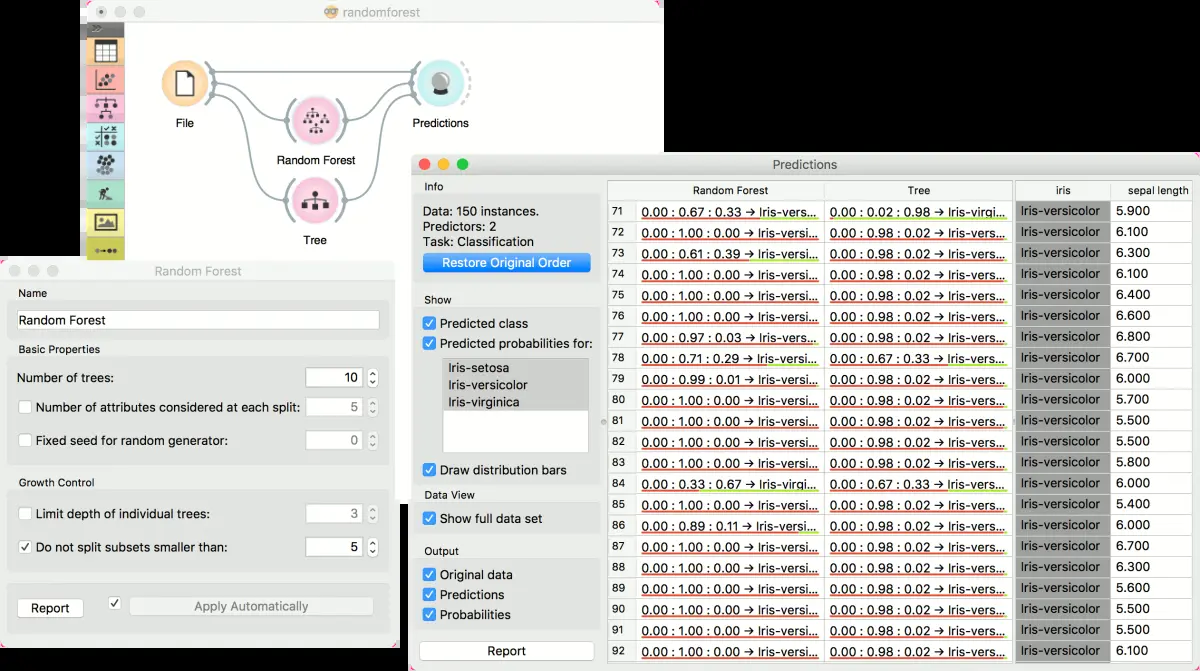 randomforest
File
Random Forest
Tree
Predictions
Random Forest
Name
Random Forest
Basic Properties
Number of trees: 10
Number of attributes considered at each split: 5
Fixed seed for random generator: 0
Growth Control
Limit depth of individual trees: 3
Do not split subsets smaller than: 5
Report Apply Automatically
Predictions
Info
Data: 150 instances.
Predictors: 2
Task: Classification
Restore Original Order
Show
Predicted class
Predicted probabilities for:
Iris-setosa
Iris-versicolor
Iris-virginica
Draw distribution bars
Data View
Show full data set
Output
Original data
Predictions
Probabilities
Report
Random Forest Tree iris sepal length
71 0.00 : 0.67 : 0.33 → Iris-vers... 0.00 : 0.02 : 0.98 → Iris-virgi... Iris-versicolor 5.900
72 0.00 : 1.00 : 0.00 → Iris-versi... 0.00 : 0.98 : 0.02 → Iris-vers... Iris-versicolor 6.100
73 0.00 : 0.61 : 0.39 → Iris-versi... 0.00 : 0.98 : 0.02 → Iris-vers... Iris-versicolor 6.300
74 0.00 : 1.00 : 0.00 → Iris-versi... 0.00 : 0.98 : 0.02 → Iris-vers... Iris-versicolor 6.100
75 0.00 : 1.00 : 0.00 → Iris-versi... 0.00 : 0.98 : 0.02 → Iris-vers... Iris-versicolor 6.400
76 0.00 : 1.00 : 0.00 → Iris-versi... 0.00 : 0.98 : 0.02 → Iris-vers... Iris-versicolor 6.600
77 0.00 : 0.97 : 0.03 → Iris-vers... 0.00 : 0.98 : 0.02 → Iris-vers... Iris-versicolor 6.800
78 0.00 : 0.71 : 0.29 → Iris-versi... 0.00 : 0.67 : 0.33 → Iris-vers... Iris-versicolor 6.700
79 0.00 : 0.99 : 0.01 → Iris-vers... 0.00 : 0.98 : 0.02 → Iris-vers... Iris-versicolor 6.000
80 0.00 : 1.00 : 0.00 → Iris-versi... 0.00 : 0.98 : 0.02 → Iris-vers... Iris-versicolor 5.700
81 0.00 : 1.00 : 0.00 → Iris-versi... 0.00 : 0.98 : 0.02 → Iris-vers... Iris-versicolor 5.500
82 0.00 : 1.00 : 0.00 → Iris-versi... 0.00 : 0.98 : 0.02 → Iris-vers... Iris-versicolor 5.500
83 0.00 : 1.00 : 0.00 → Iris-versi... 0.00 : 0.98 : 0.02 → Iris-vers... Iris-versicolor 5.800
84 0.00 : 0.33 : 0.67 → Iris-virgi... 0.00 : 0.67 : 0.33 → Iris-vers... Iris-versicolor 6.000
85 0.00 : 1.00 : 0.00 → Iris-versi... 0.00 : 0.98 : 0.02 → Iris-vers... Iris-versicolor 5.400
86 0.00 : 0.89 : 0.11 → Iris-versi... 0.00 : 0.98 : 0.02 → Iris-vers... Iris-versicolor 6.000
87 0.00 : 1.00 : 0.00 → Iris-versi... 0.00 : 0.98 : 0.02 → Iris-vers... Iris-versicolor 6.700
88 0.00 : 1.00 : 0.00 → Iris-versi... 0.00 : 0.98 : 0.02 → Iris-vers... Iris-versicolor 6.300
89 0.00 : 1.00 : 0.00 → Iris-versi... 0.00 : 0.98 : 0.02 → Iris-vers... Iris-versicolor 5.600
90 0.00 : 1.00 : 0.00 → Iris-versi... 0.00 : 0.98 : 0.02 → Iris-vers... Iris-versicolor 5.500
91 0.00 : 1.00 : 0.00 → Iris-versi... 0.00 : 0.98 : 0.02 → Iris-vers... Iris-versicolor 5.500
92 0.00 : 1.00 : 0.00 → Iris-versi... 0.00 : 0.98 : 0.02 → Iris-vers... Iris-versicolor 6.100